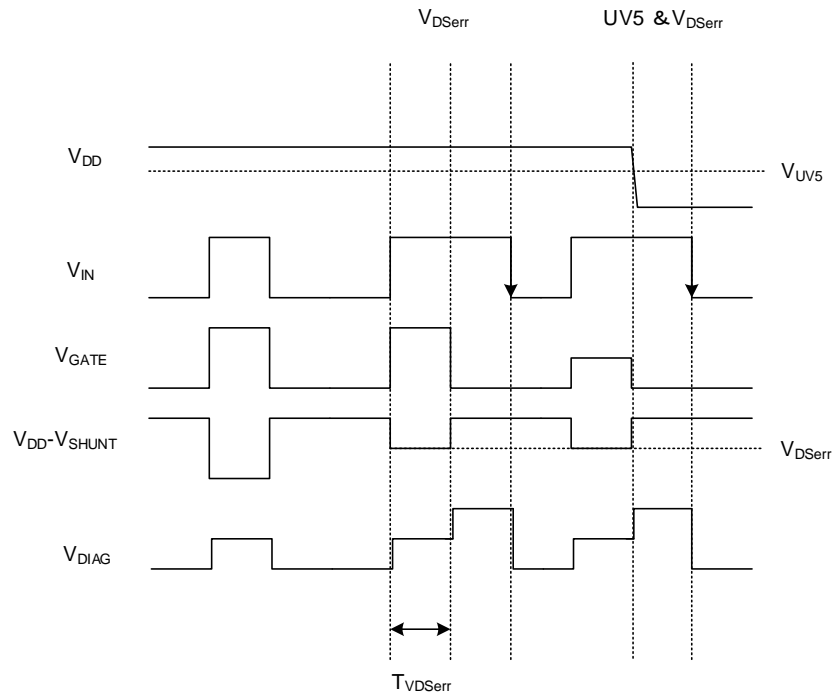 VDSerr
UV5 & VDSerr
VDD
VUV5
VIN
VGATE
VDD-VSHUNT
VDSerr
VDIAG
TVDSerr